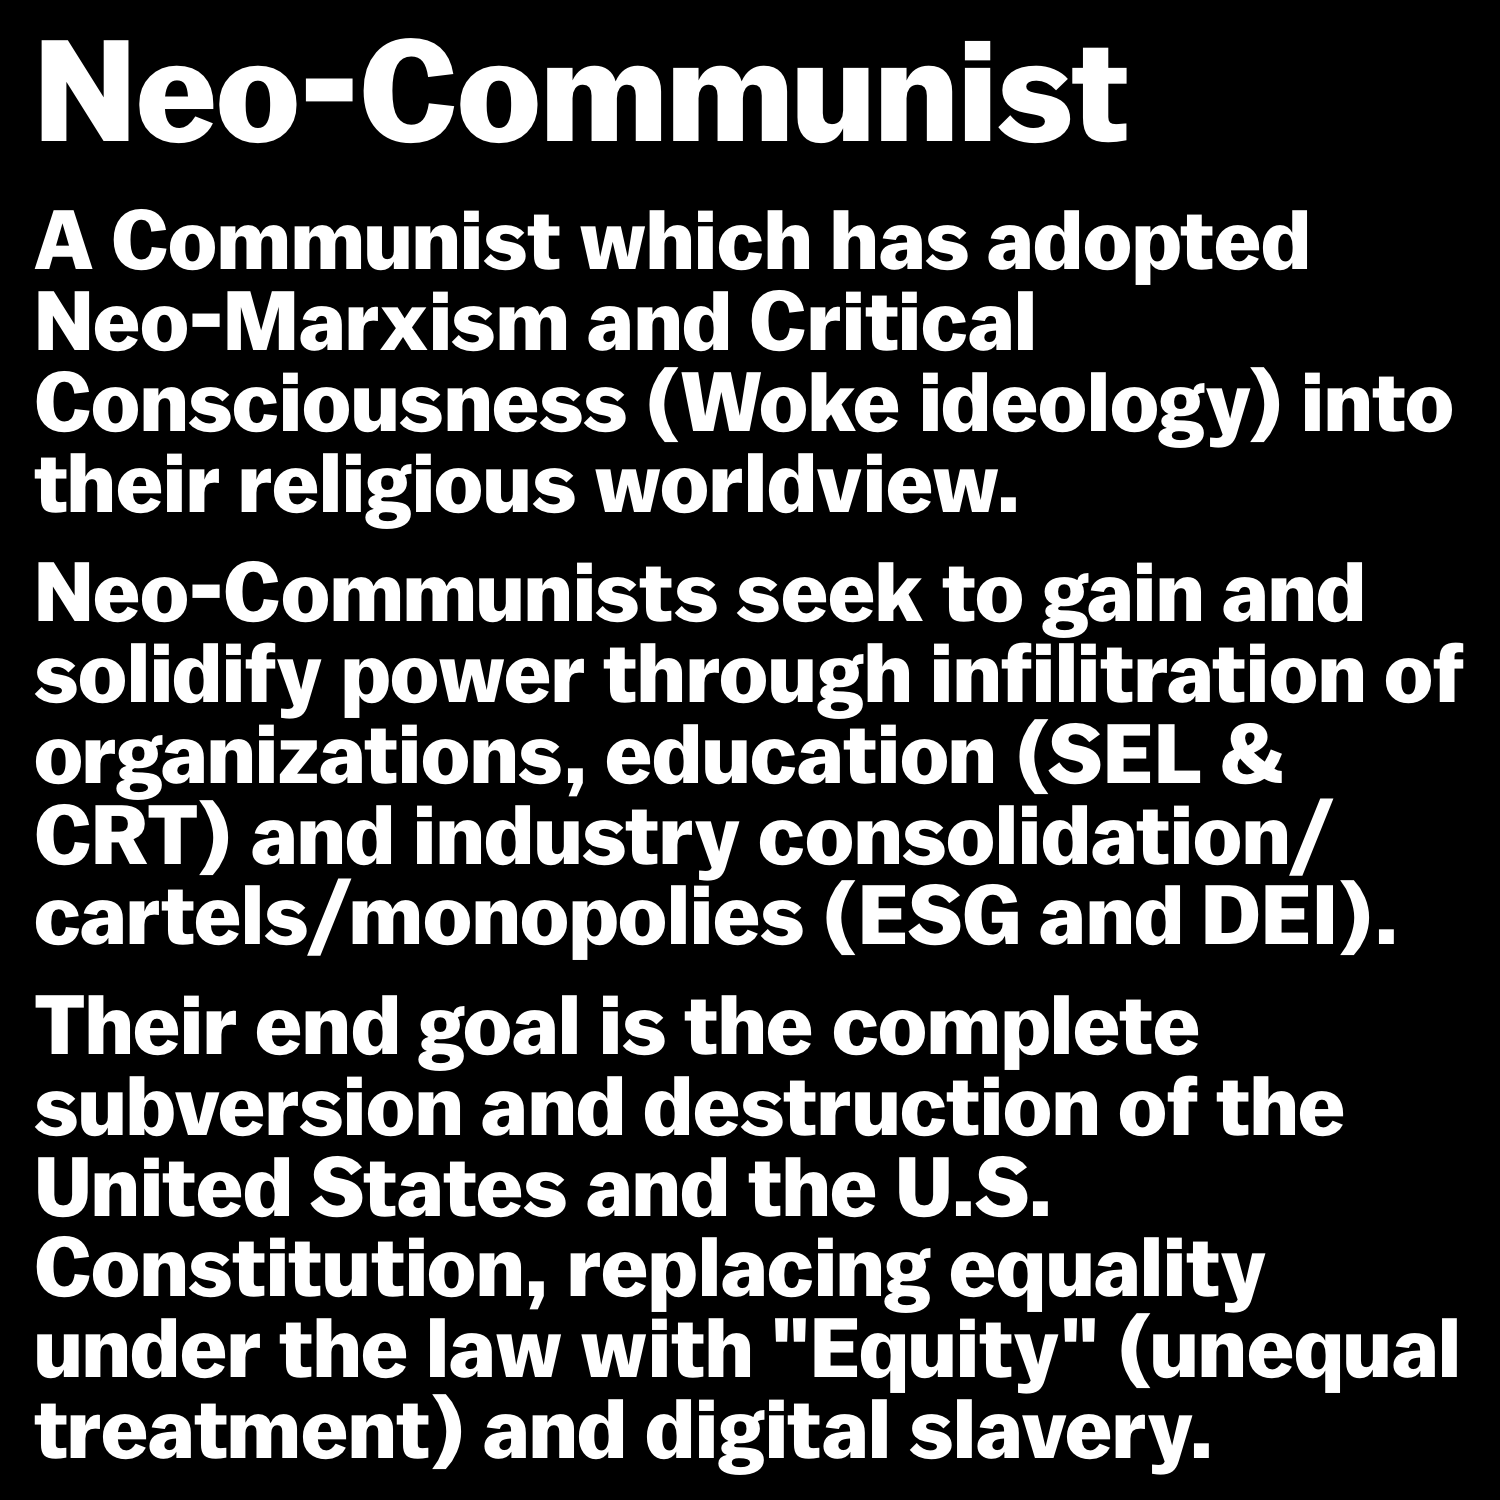 Neo-Communist
A Communist which has adopted
Neo-Marxism and Critical
Consciousness (Woke ideology) into
their religious worldview.
Neo-Communists seek to gain and
solidify power through infilitration of
organizations, education (SEL &
CRT) and industry consolidation/
cartels/monopolies (ESG and DEI).
Their end goal is the complete
subversion and destruction of the
United States and the U.S.
Constitution, replacing equality
under the law with "Equity" (unequal
treatment) and digital slavery.